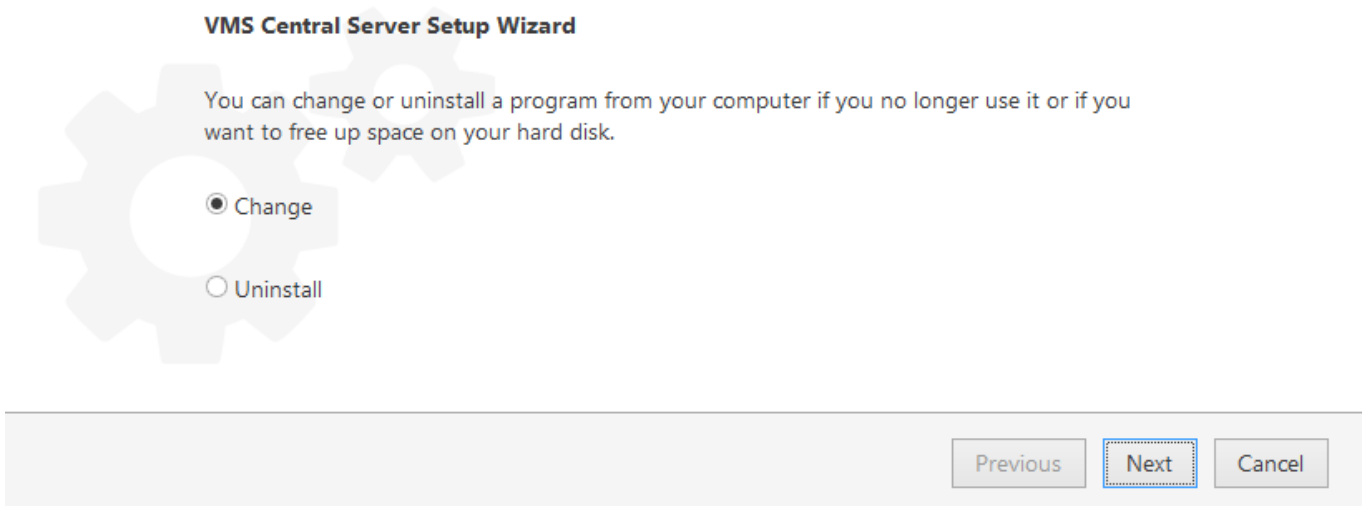 VMS Central Server Setup Wizard
You can change or uninstall a program from your computer if you no longer use it or if you
want to free up space on your hard disk.
Change
Uninstall
Previous
Next
Cancel